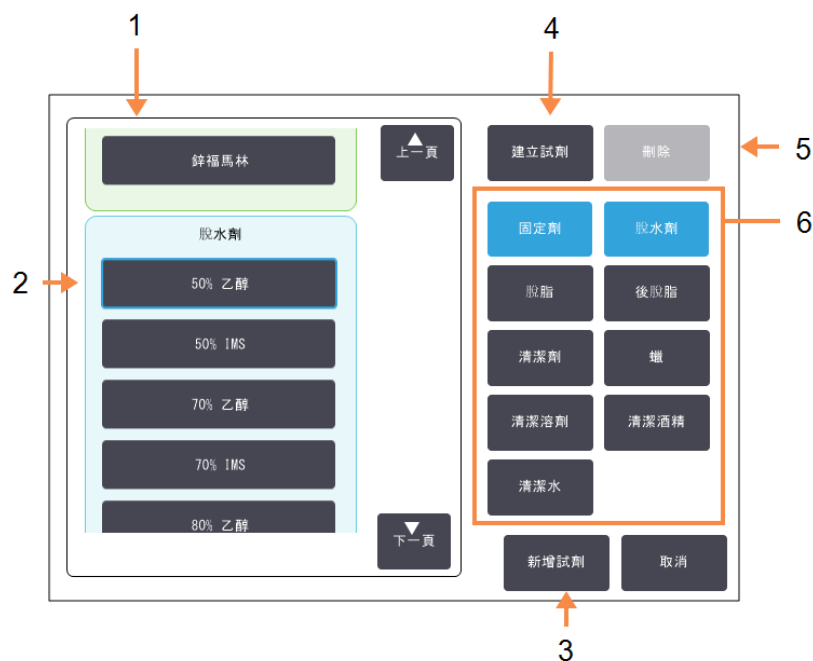 1
4
鋅福馬林
上一頁
建立試劑
刪除
5
脫水劑
固定劑
脫水劑
6
2
50% 乙醇
脫脂
後脫脂
50% IMS
清潔劑
蠟
70% 乙醇
清潔溶劑
清潔酒精
70% IMS
清潔水
80% 乙醇
下一頁
新增試劑
取消
3